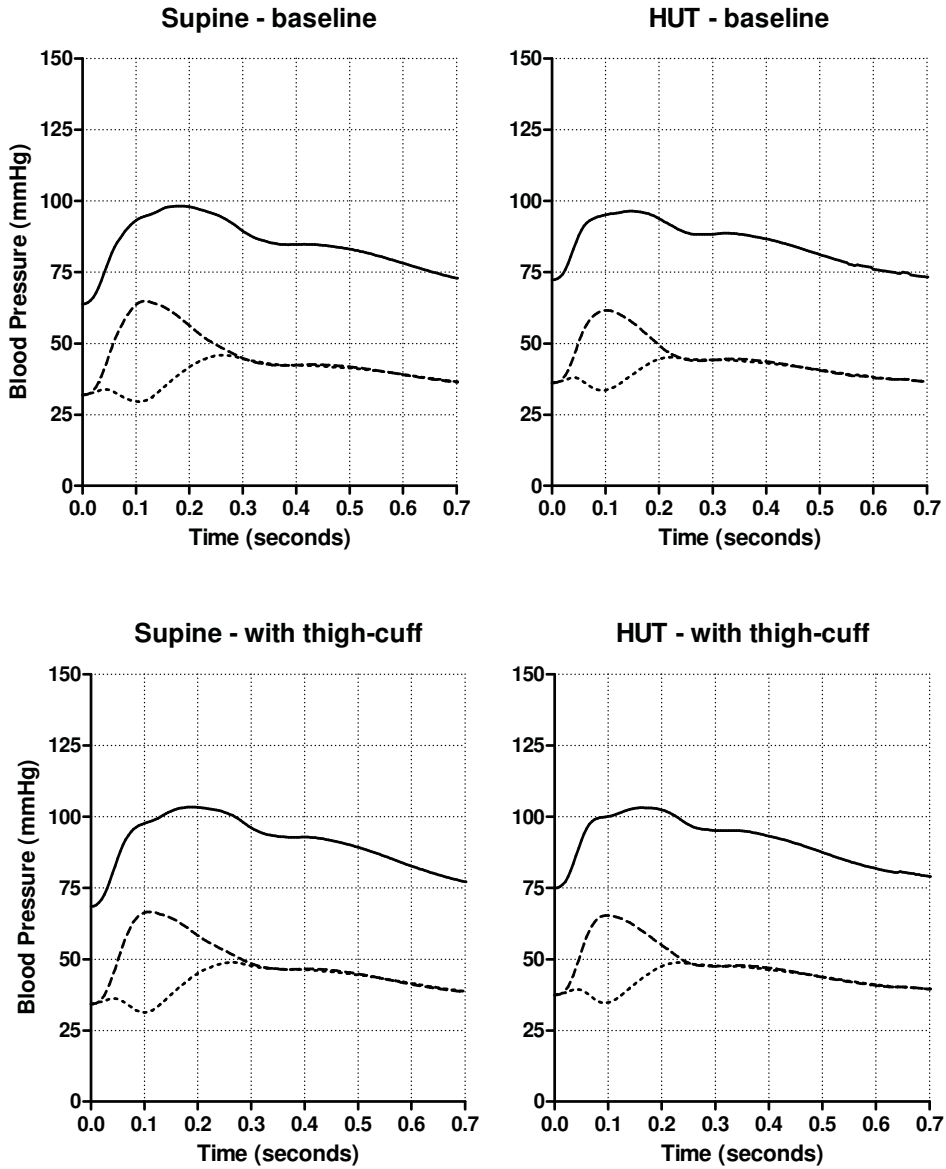 Supine - baseline
HUT - baseline
150
125
100
75
50
25
0
Blood Pressure (mmHg)
0.0 0.1 0.2 0.3 0.4 0.5 0.6 0.7
Time (seconds)
150
125
100
75
50
25
0
0.0 0.1 0.2 0.3 0.4 0.5 0.6 0.7
Time (seconds)
Supine - with thigh-cuff
HUT - with thigh-cuff
150
125
100
75
50
25
0
Blood Pressure (mmHg)
0.0 0.1 0.2 0.3 0.4 0.5 0.6 0.7
Time (seconds)
150
125
100
75
50
25
0
0.0 0.1 0.2 0.3 0.4 0.5 0.6 0.7
Time (seconds)